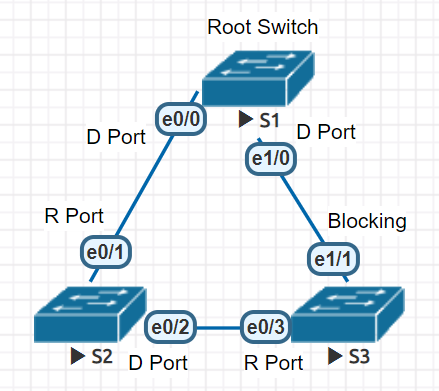 Root Switch
e0/0
S1
D Port
D Port
e1/0
R Port
Blocking
e0/1
e1/1
e0/2
e0/3
S2
D Port
R Port
S3